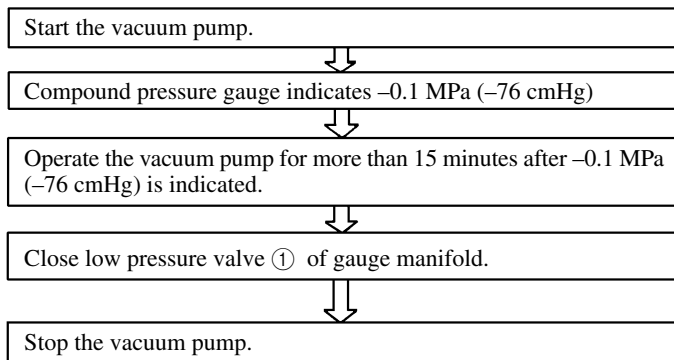 Start the vacuum pump.
Compound pressure gauge indicates –0.1 MPa (–76 cmHg)
Operate the vacuum pump for more than 15 minutes after –0.1 MPa
(–76 cmHg) is indicated.
Close low pressure valve ① of gauge manifold.
Stop the vacuum pump.